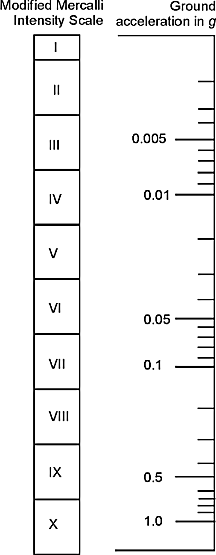 Modified Mercalli
Intensity Scale
Ground
acceleration in g
I
II
III
IV
V
VI
VII
VIII
IX
X
0.005
0.01
0.05
0.1
0.5
1.0